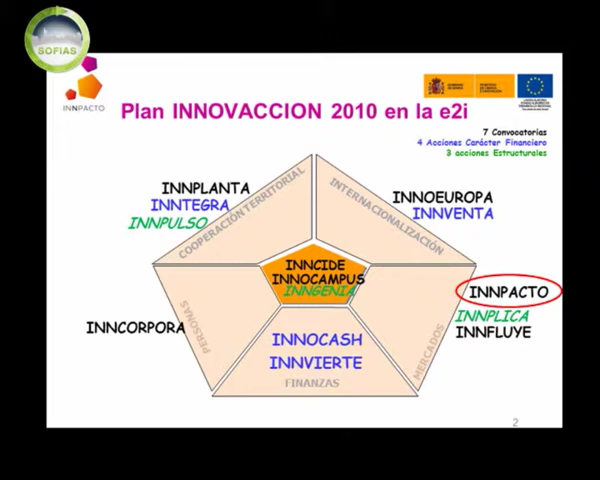 SOFIAS
INNPACTO
Plan INNOVACCION 2010 en la e2i
7 Convocatorias
4 Acciones Carácter Financiero
3 acciones Estructurales
INNPLANTA
INNTEGRA
INNPULSO
COOPERACIÓN TERRITORIAL
INTERNACIONALIZACIÓN
INNOEUROPA
INNVENTA
INNCIDE
INNOCAMPUS
INNGENIA
INNPACTO
INNPLICA
INNFLUYE
MERCADOS
INNCORPORA
PERSONAS
INNOCASH
INNVIERTE
FINANZAS
2